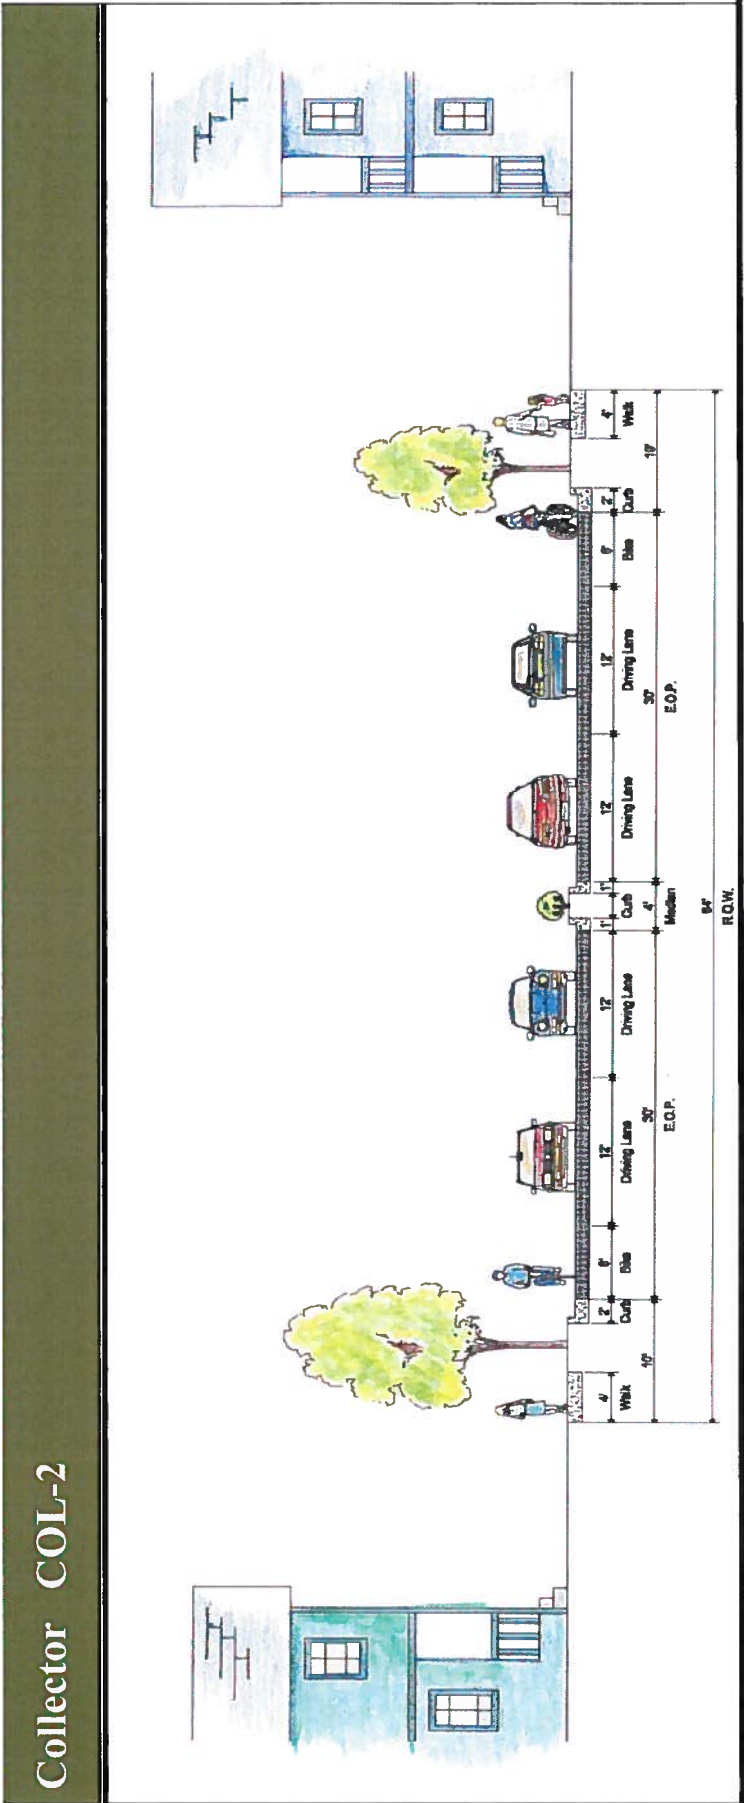 Collector COL-2
4' 2' 6' 12' 12' 1' 1' 12' 12' 6' 2' 4'
Walk Curb Bike Driving Lane Driving Lane Curb Driving Lane Driving Lane Bike Curb Walk
10' 30' 4' 30' 10'
E.O.P. Median E.O.P.
84'
R.O.W.